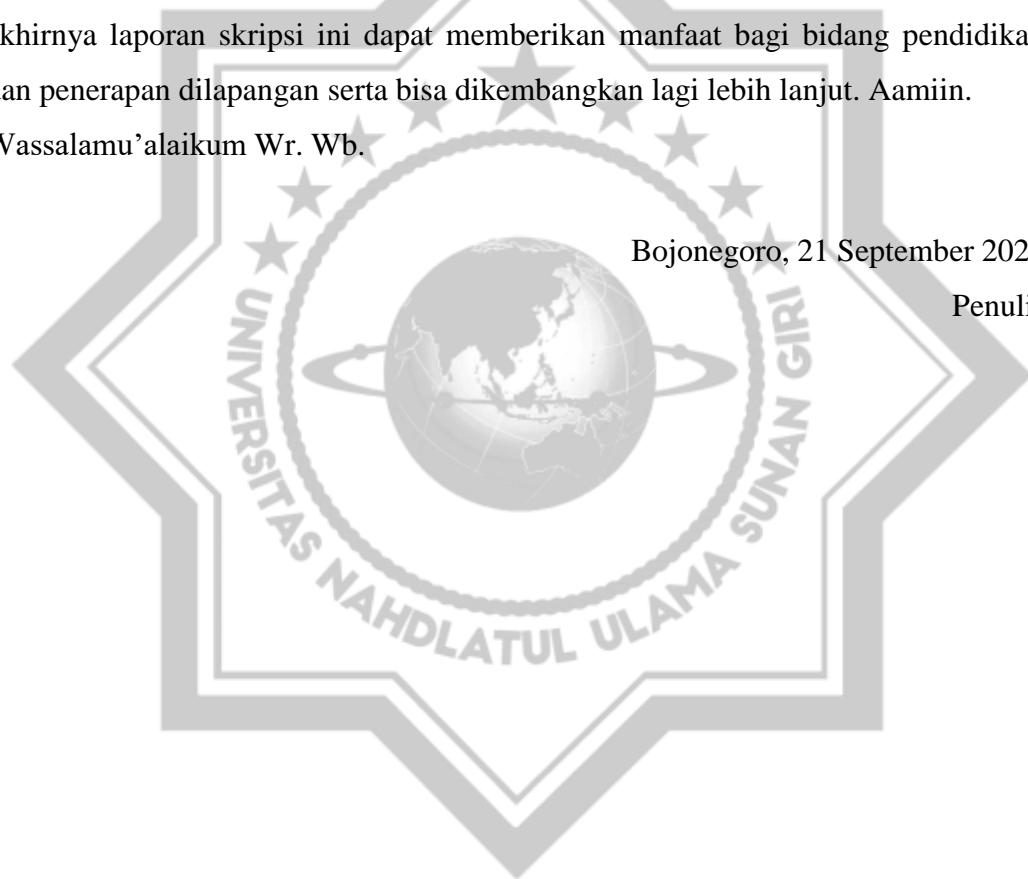 khirnya laporan skripsi ini dapat memberikan manfaat bagi bidang pendidika
an penerapan dilapangan serta bisa dikembangkan lagi lebih lanjut. Aamiin.
Wassalamu’alaikum Wr. Wb.
Bojonegoro, 21 September 202
Penuli
UNIVERSITAS NAHDLATUL ULAMA SUNAN GIRI